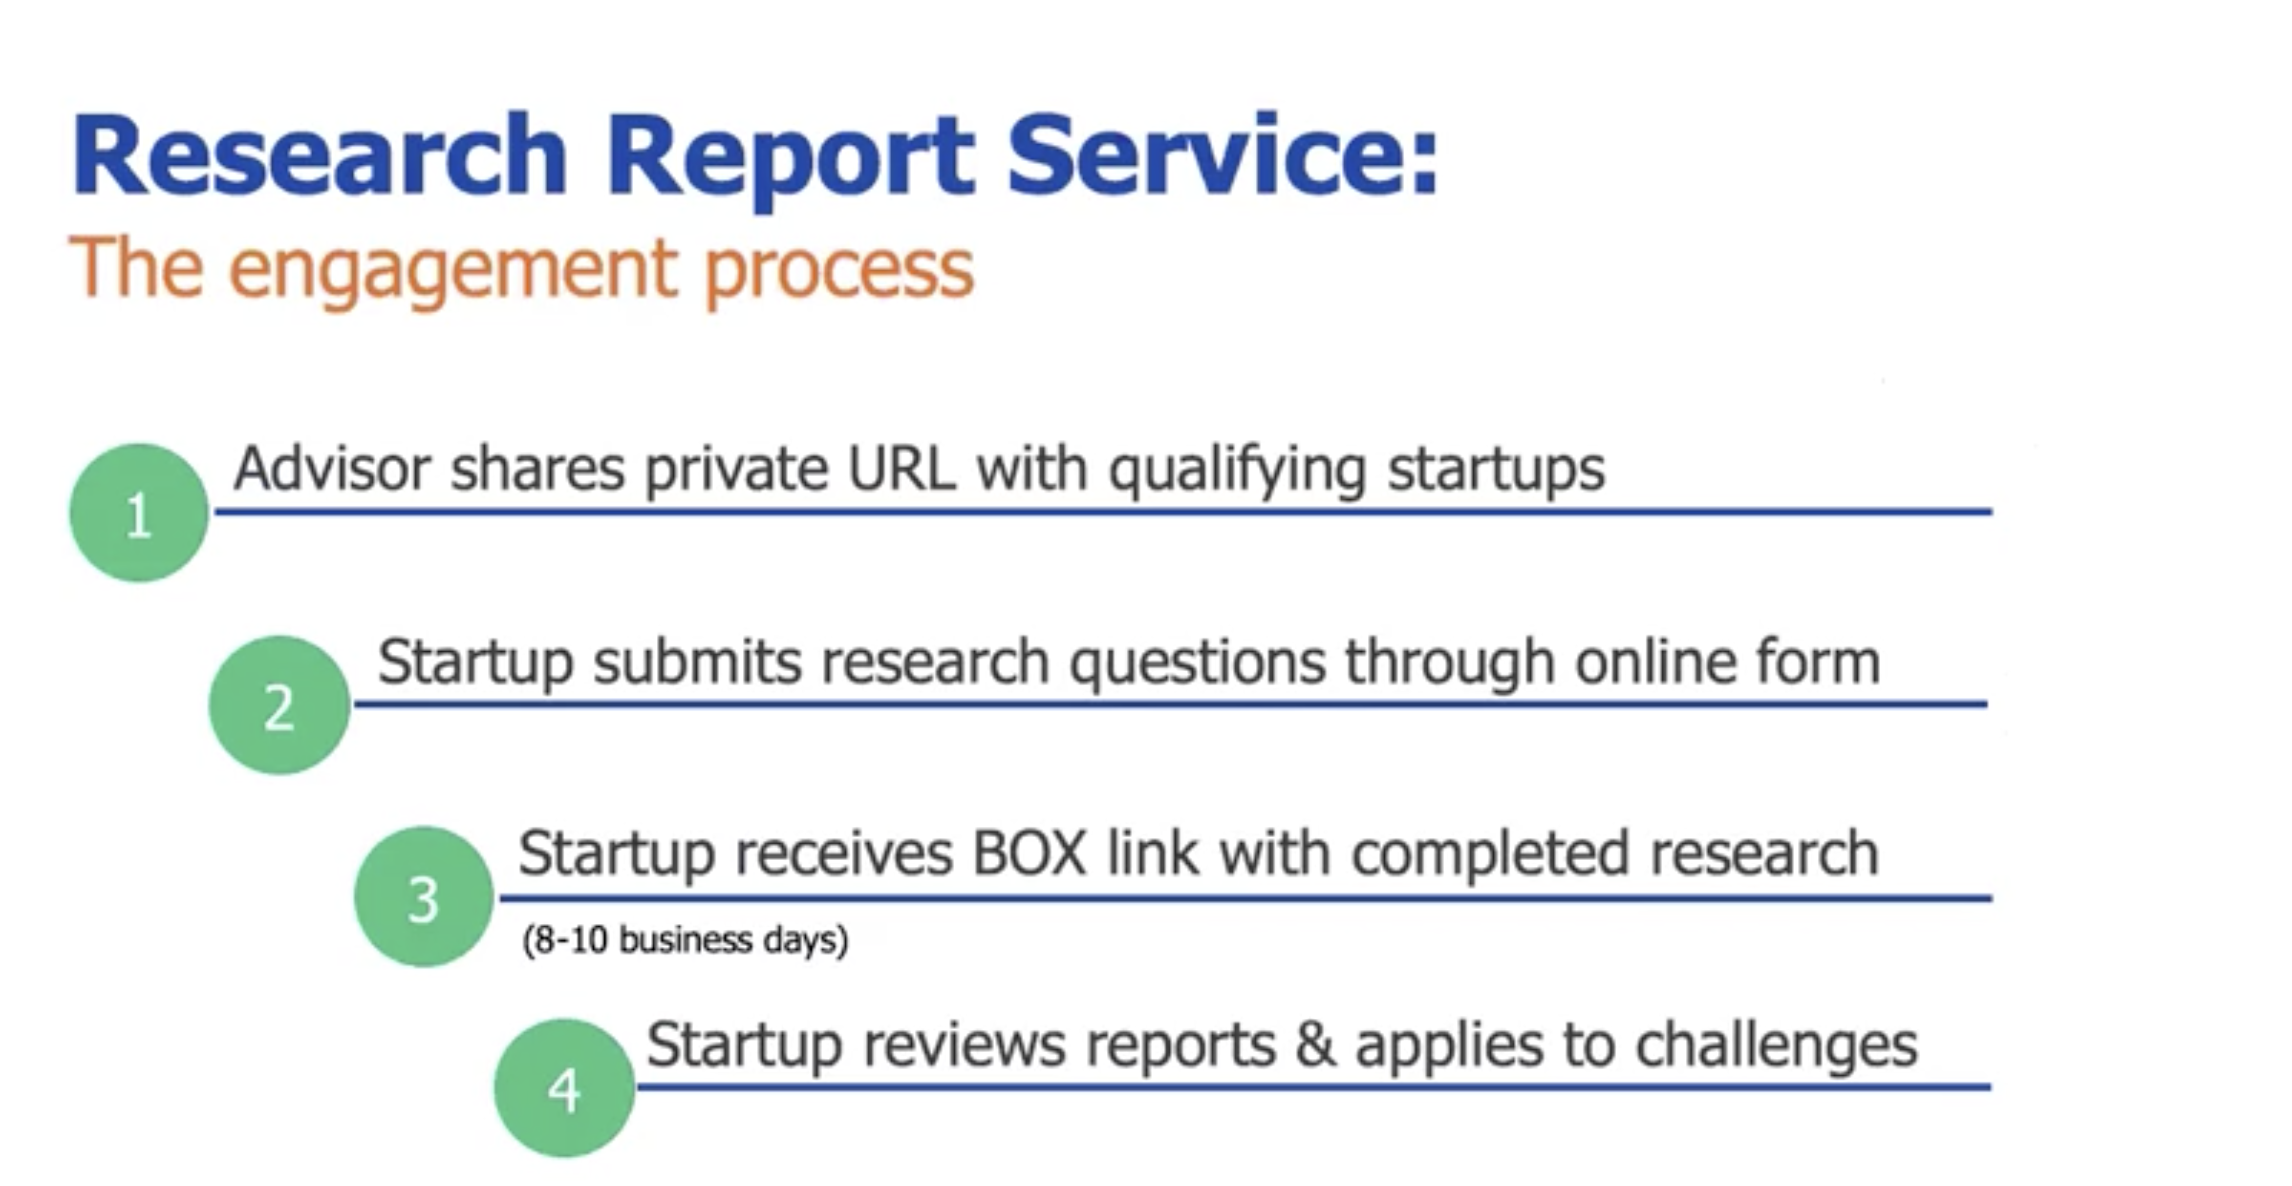 Research Report Service:
The engagement process
1
Advisor shares private URL with qualifying startups
2
Startup submits research questions through online form
3
Startup receives BOX link with completed research
(8-10 business days)
4
Startup reviews reports & applies to challenges